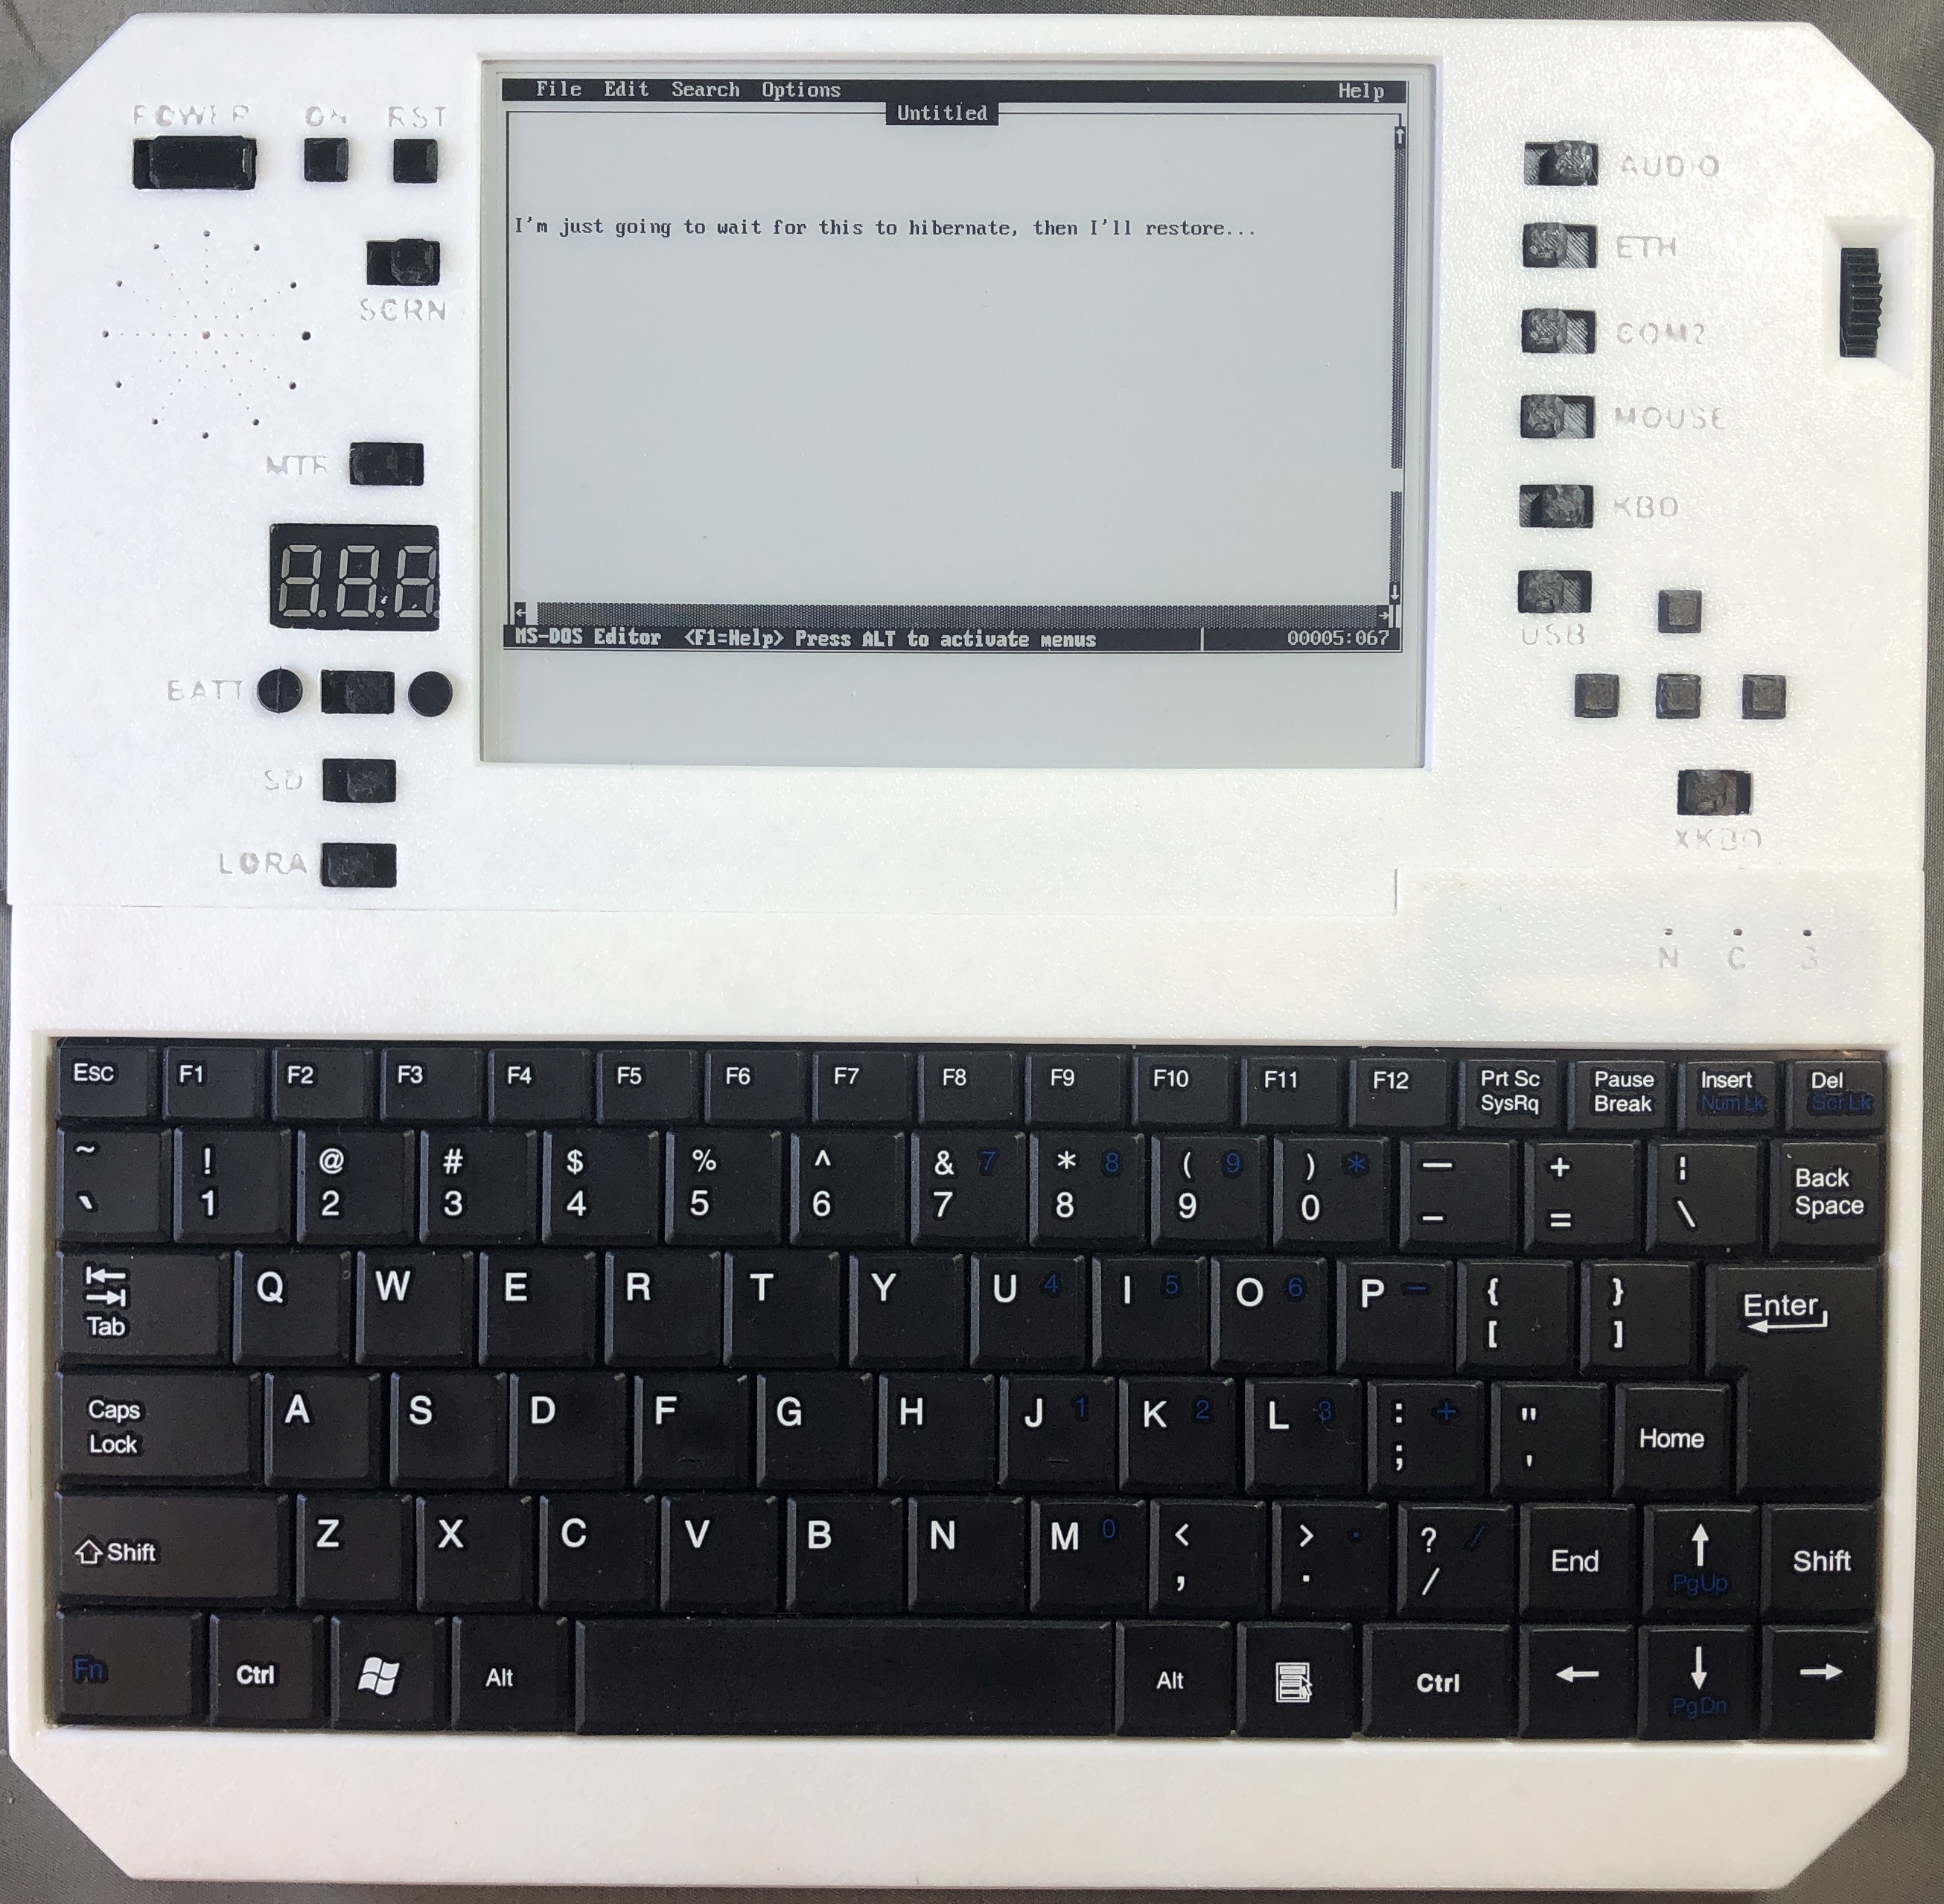 POWER ON RST
SCRN
MTR
BATT
SD
LORA
File Edit Search Options Help
Untitled
I'm just going to wait for this to hibernate, then I'll restore...
MS-DOS Editor <F1=Help> Press ALT to activate menus 00005:067
AUDIO
ETH
COM2
MOUSE
KBD
USB
XKBD
N C S
Esc F1 F2 F3 F4 F5 F6 F7 F8 F9 F10 F11 F12 Prt Sc SysRq Pause Break Insert Num Lk Del Scr Lk
~ ` ! 1 @ 2 # 3 $ 4 % 5 ^ 6 & 7 7 * 8 8 ( 9 9 ) * 0 — – + = ¦ \ Back Space
Tab Q W E R T Y U 4 I 5 O 6 P – { [ } ] Enter
Caps Lock A S D F G H J 1 K 2 L 3 : + ; " ' Home
Shift Z X C V B N M 0 < , > . . ? / / End ↑ PgUp Shift
Fn Ctrl Alt Alt Ctrl ← ↓ PgDn →